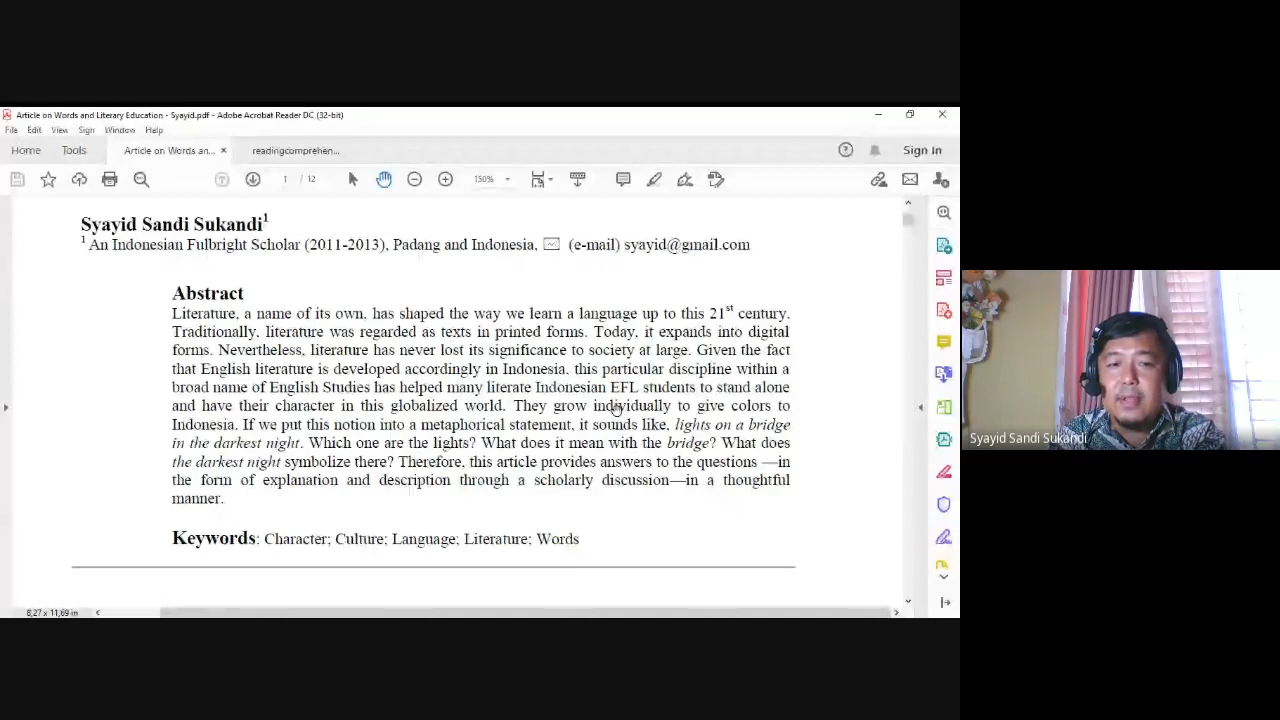 Article on Words and Literary Education - Syayid.pdf - Adobe Acrobat Reader DC (32-bit)
File Edit View Sign Window Help
Home Tools Article on Words an... × readingcomprehen... Sign In
1 / 12 150%
Syayid Sandi Sukandi1
1 An Indonesian Fulbright Scholar (2011-2013), Padang and Indonesia, (e-mail) syayid@gmail.com
Abstract
Literature, a name of its own, has shaped the way we learn a language up to this 21st century.
Traditionally, literature was regarded as texts in printed forms. Today, it expands into digital
forms. Nevertheless, literature has never lost its significance to society at large. Given the fact
that English literature is developed accordingly in Indonesia, this particular discipline within a
broad name of English Studies has helped many literate Indonesian EFL students to stand alone
and have their character in this globalized world. They grow individually to give colors to
Indonesia. If we put this notion into a metaphorical statement, it sounds like, lights on a bridge
in the darkest night. Which one are the lights? What does it mean with the bridge? What does
the darkest night symbolize there? Therefore, this article provides answers to the questions —in
the form of explanation and description through a scholarly discussion—in a thoughtful
manner.
Keywords: Character; Culture; Language; Literature; Words
8,27 x 11,69 in
Syayid Sandi Sukandi